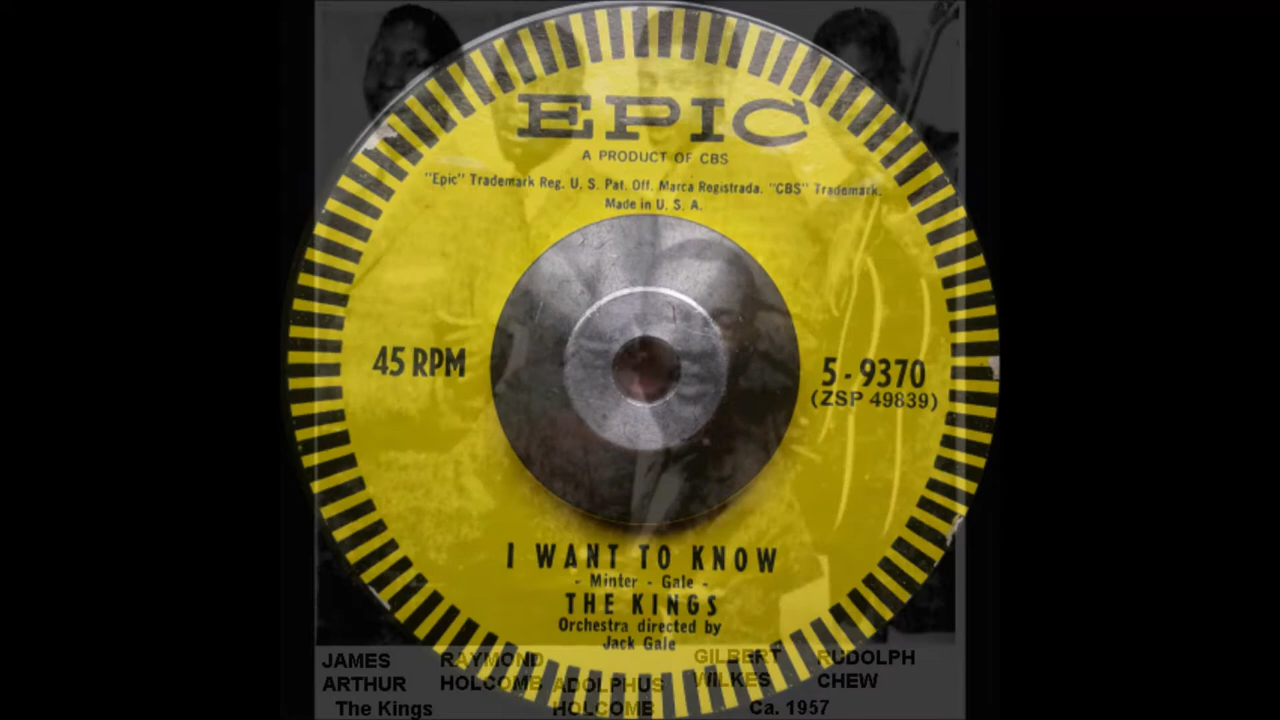 EPIC
A PRODUCT OF CBS
"Epic" Trademark Reg. U. S. Pat. Off. Marca Registrada. "CBS" Trademark.
Made in U. S. A.
45 RPM
5 - 9370
(ZSP 49839)
I WANT TO KNOW
- Minter - Gale -
THE KINGS
Orchestra directed by
Jack Gale
JAMES RAYMOND GILBERT RUDOLPH
ARTHUR HOLCOMB ADOLPHUS WILKES CHEW
The Kings HOLCOMB Ca. 1957